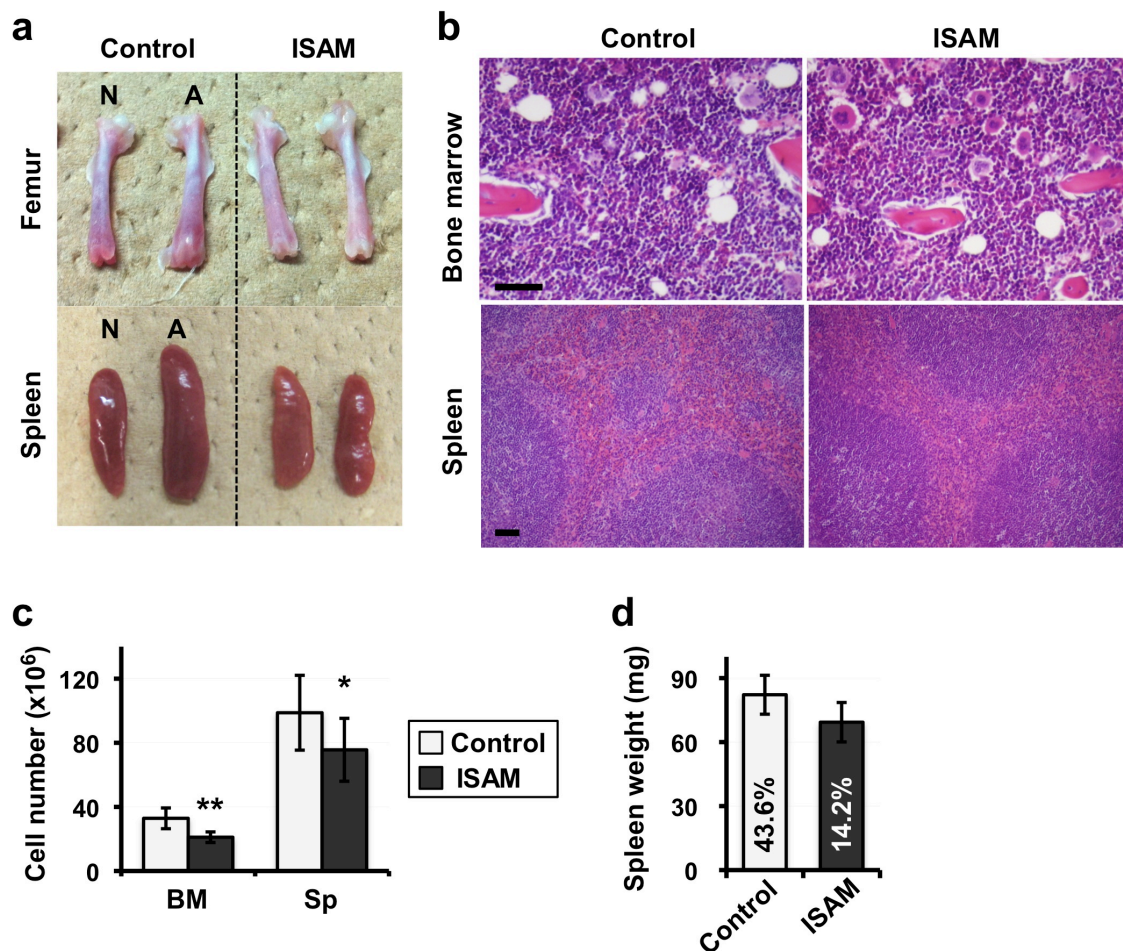 a
Control ISAM
N A
Femur
N A
Spleen
b
Control ISAM
Bone marrow
Spleen
c
Cell number (x10⁶)
120
80
40
0
* 
**
BM Sp
Control
ISAM
d
Spleen weight (mg)
90
60
30
0
43.6%
14.2%
Control
ISAM